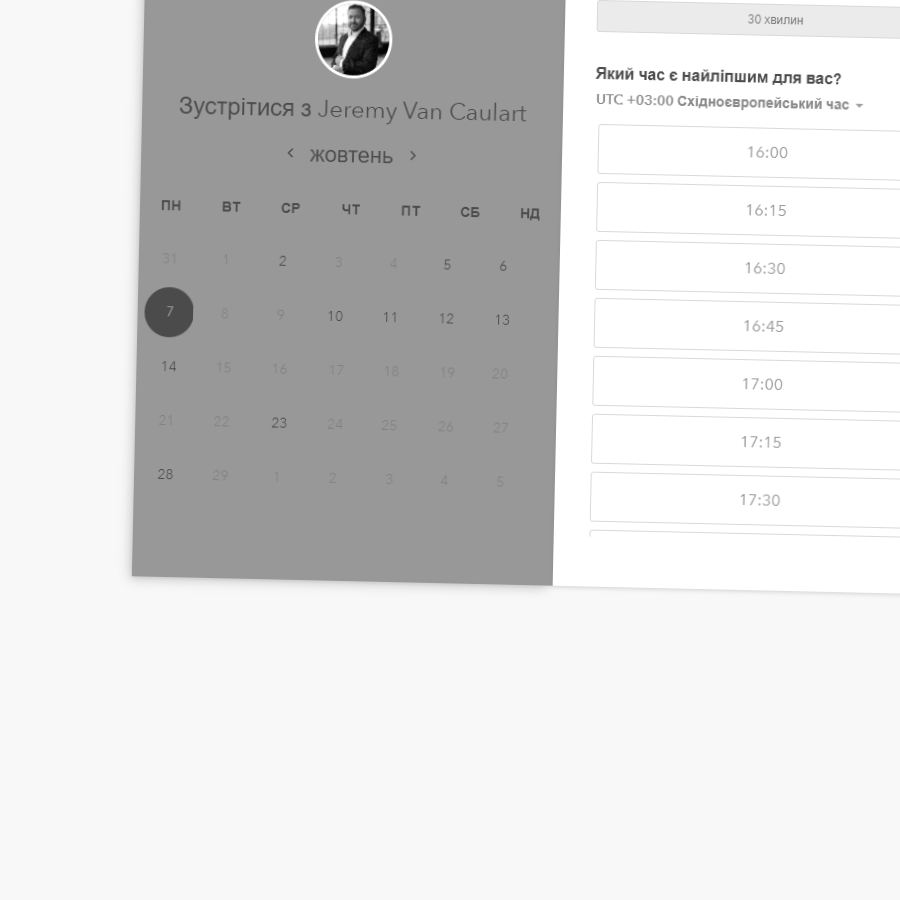 Зустрітися з Jeremy Van Caulart
жовтень
ПН ВТ СР ЧТ ПТ СБ НД
31 1 2 3 4 5 6
7 8 9 10 11 12 13
14 15 16 17 18 19 20
21 22 23 24 25 26 27
28 29 1 2 3 4 5
30 хвилин
Який час є найліпшим для вас?
UTC +03:00 Східноєвропейський час
16:00
16:15
16:30
16:45
17:00
17:15
17:30